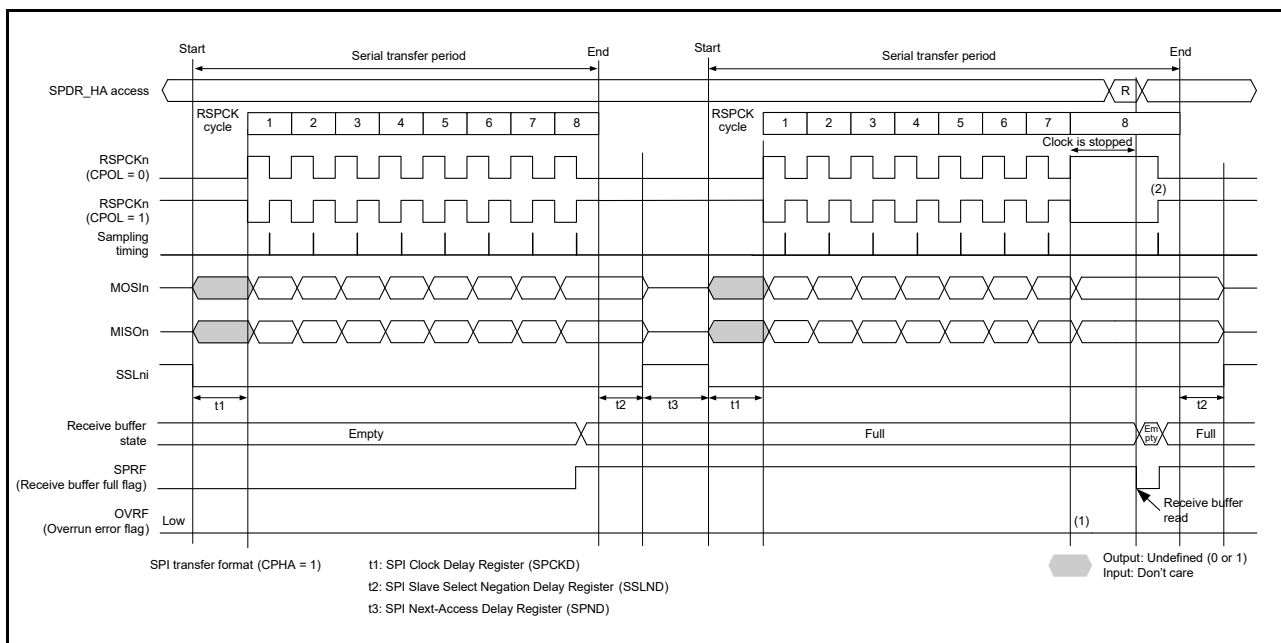 Start Serial transfer period End Start Serial transfer period End
SPDR_HA access R
RSPCK cycle 1 2 3 4 5 6 7 8 RSPCK cycle 1 2 3 4 5 6 7 8
Clock is stopped
RSPCKn
(CPOL = 0)
(2)
RSPCKn
(CPOL = 1)
Sampling
timing
MOSIn
MISOn
SSLni
t1 t2 t3 t1 t2
Receive buffer
state
Empty Full Em
pty Full
SPRF
(Receive buffer full flag)
Receive buffer
read
OVRF
(Overrun error flag)
Low (1)
SPI transfer format (CPHA = 1)
t1: SPI Clock Delay Register (SPCKD)
t2: SPI Slave Select Negation Delay Register (SSLND)
t3: SPI Next-Access Delay Register (SPND)
Output: Undefined (0 or 1)
Input: Don't care